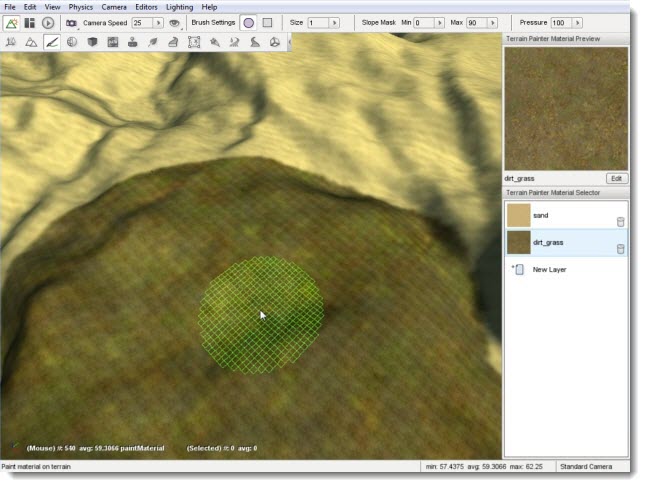 File Edit View Physics Camera Editors Lighting Help
Camera Speed 25 Brush Settings Size 1 Slope Mask Min 0 Max 90 Pressure 100
Terrain Painter Material Preview
dirt_grass Edit
Terrain Painter Material Selector
sand
dirt_grass
New Layer
(Mouse) #: 540 avg: 59.3066 paintMaterial (Selected) #: 0 avg: 0
Paint material on terrain min: 57.4375 avg: 59.3066 max: 62.25 Standard Camera